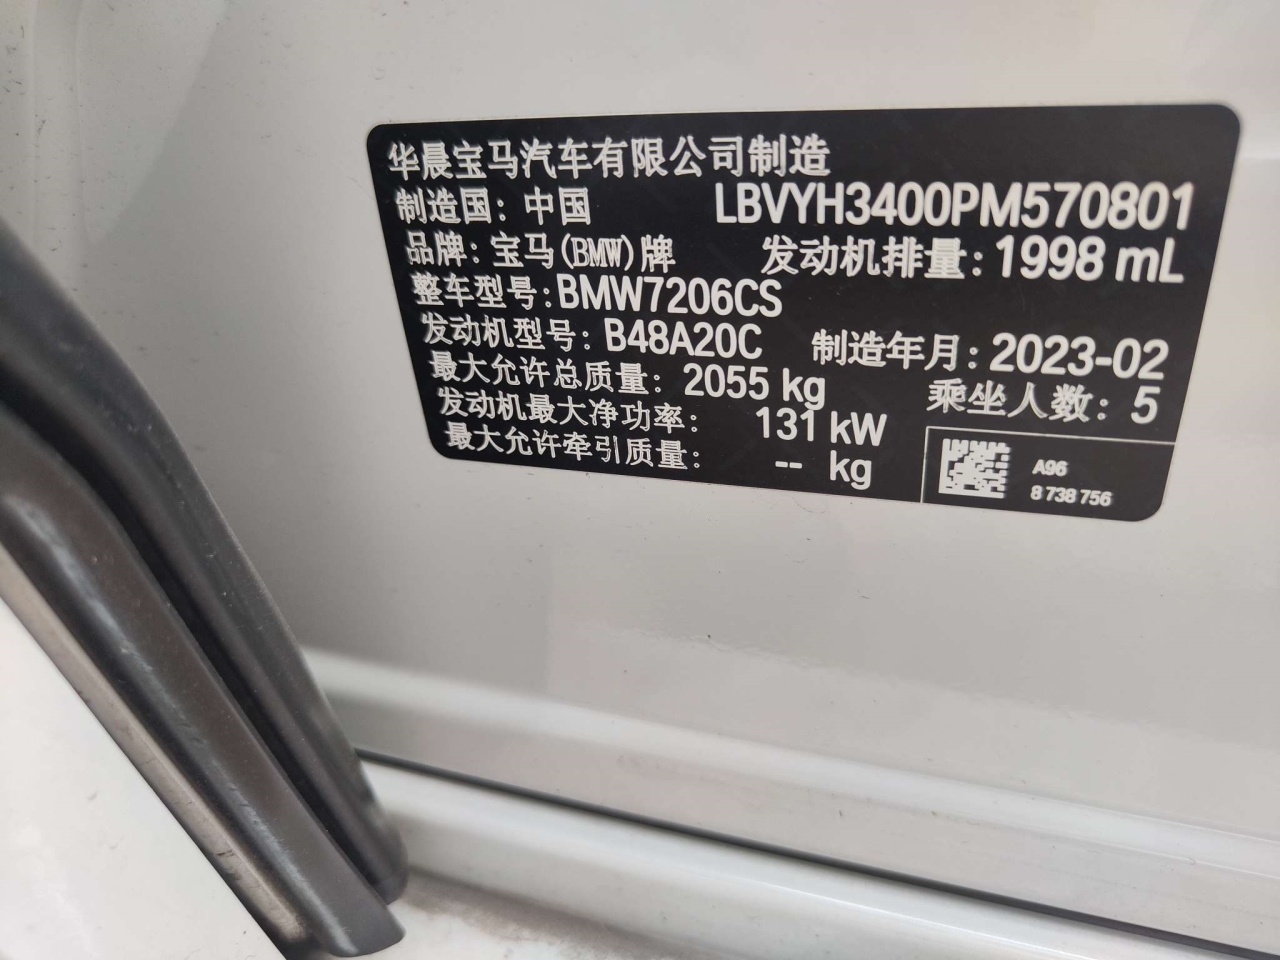 华晨宝马汽车有限公司制造
制造国：中国 LBVYH3400PM570801
品牌：宝马(BMW)牌 发动机排量：1998 mL
整车型号：BMW7206CS
发动机型号：B48A20C 制造年月：2023-02
最大允许总质量：2055 kg 乘坐人数：5
发动机最大净功率：131 kW
最大允许牵引质量：-- kg
A96
8 738 756